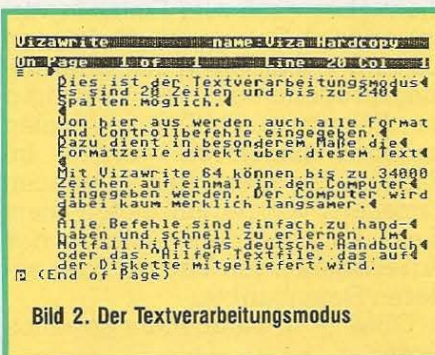 Vizawrite name:Viza Hardcopy
On Page 1 of 1 Line 20 Col 1
Dies ist der Textverarbeitungsmodus
Es sind 20 Zeilen und bis zu 240
Spalten möglich.
Von hier aus werden auch alle Format
und Controllbefehle eingegeben.
Dazu dient in besonderem Maße die
Formatzeile direkt über diesem Text
Mit Vizawrite 64 können bis zu 34000
Zeichen auf einmal in den Computer
eingegeben werden. Der Computer wird
dabei kaum merklich langsamer.
Alle Befehle sind einfach zu hand-
haben und schnell zu erlernen. Im
Notfall hilft das deutsche Handbuch
oder das "Hilfe" Textfile, das auf
der Diskette mitgeliefert wird.
(End of Page)
Bild 2. Der Textverarbeitungsmodus